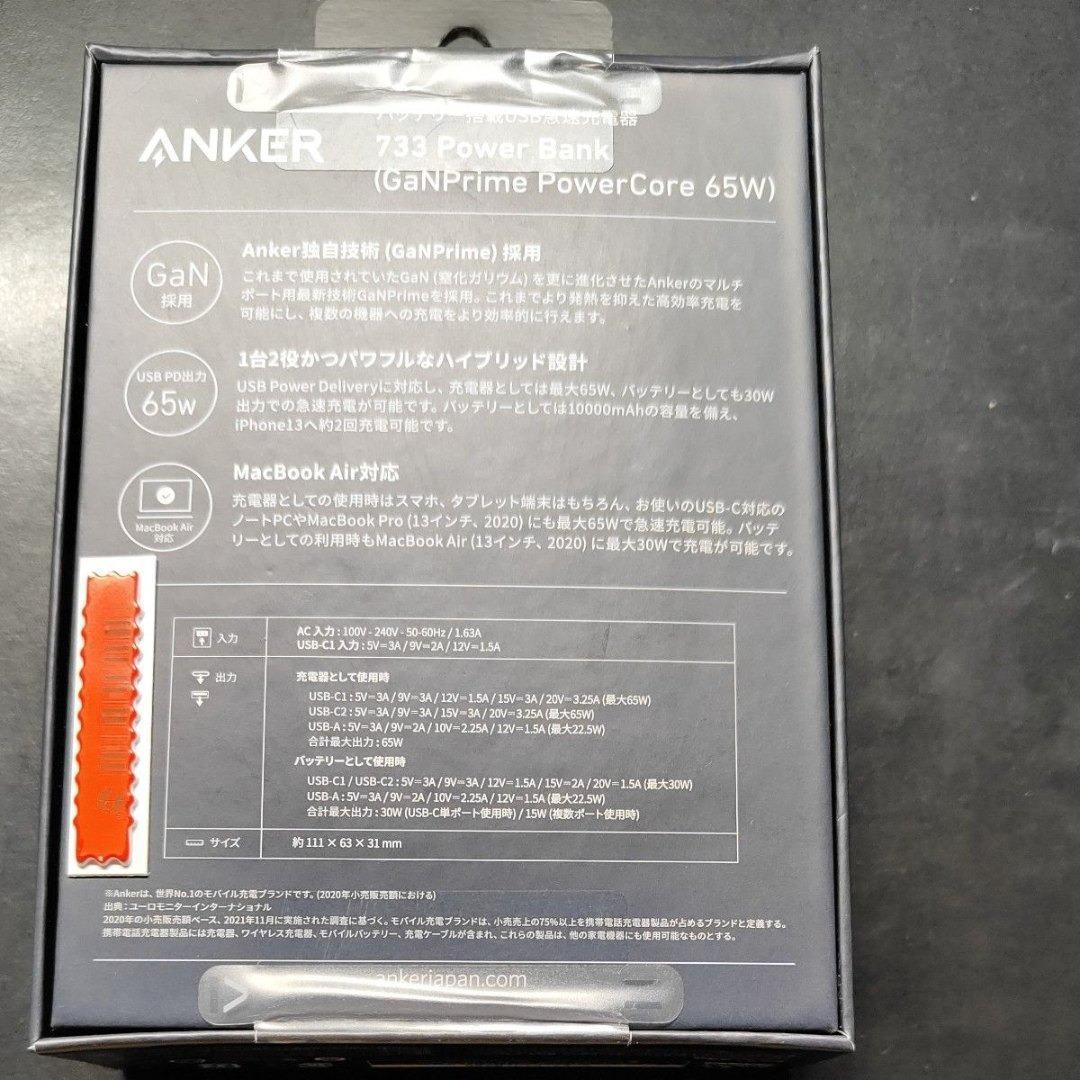 バッテリー搭載USB急速充電器
ANKER
733 Power Bank
(GaNPrime PowerCore 65W)
GaN
採用
Anker独自技術 (GaNPrime) 採用
これまで使用されていたGaN (窒化ガリウム) を更に進化させたAnkerのマルチ
ポート用最新技術GaNPrimeを採用。これまでより発熱を抑えた高効率充電を
可能にし、複数の機器への充電をより効率的に行えます。
USB PD出力
65W
1台2役かつパワフルなハイブリッド設計
USB Power Deliveryに対応し、充電器としては最大65W、バッテリーとしても30W
出力での急速充電が可能です。バッテリーとしては10000mAhの容量を備え、
iPhone13へ約2回充電可能です。
MacBook Air
対応
MacBook Air対応
充電器としての使用時はスマホ、タブレット端末はもちろん、お使いのUSB-C対応の
ノートPCやMacBook Pro (13インチ、2020) にも最大65Wで急速充電可能。バッテ
リーとしての利用時もMacBook Air (13インチ、2020) に最大30Wで充電が可能です。
入力
AC 入力 : 100V - 240V - 50-60Hz / 1.63A
USB-C1 入力 : 5V=3A / 9V=2A / 12V=1.5A
出力
充電器として使用時
USB-C1 : 5V=3A / 9V=3A / 12V=1.5A / 15V=3A / 20V=3.25A (最大65W)
USB-C2 : 5V=3A / 9V=3A / 15V=3A / 20V=3.25A (最大65W)
USB-A : 5V=3A / 9V=2A / 10V=2.25A / 12V=1.5A (最大22.5W)
合計最大出力 : 65W
バッテリーとして使用時
USB-C1 / USB-C2 : 5V=3A / 9V=3A / 12V=1.5A / 15V=2A / 20V=1.5A (最大30W)
USB-A : 5V=3A / 9V=2A / 10V=2.25A / 12V=1.5A (最大22.5W)
合計最大出力 : 30W (USB-C単ポート使用時) / 15W (複数ポート使用時)
サイズ
約 111 × 63 × 31 mm
※Ankerは、世界No.1のモバイル充電ブランドです。(2020年小売販売額における)
出典 : ユーロモニターインターナショナル
2020年の小売販売額ベース、2021年11月に実施された調査に基づく。モバイル充電ブランドは、小売売上の75%以上を携帯電話充電器製品が占めるブランドと定義する。
携帯電話充電器製品には充電器、ワイヤレス充電器、モバイルバッテリー、充電ケーブルが含まれ、これらの製品は、他の家電機器にも使用可能なものとする。
ankerjapan.com